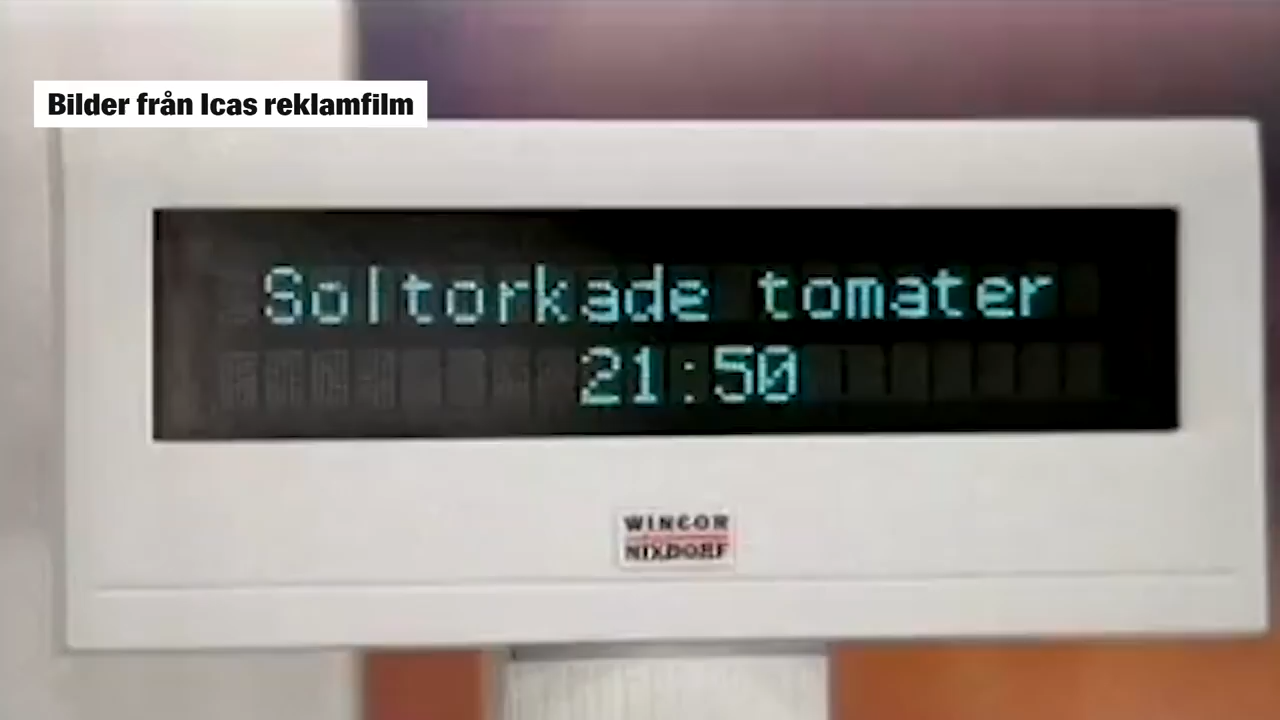 Bilder från Icas reklamfilm
Soltorkade tomater
21:50
WINCOR
NIXDORF